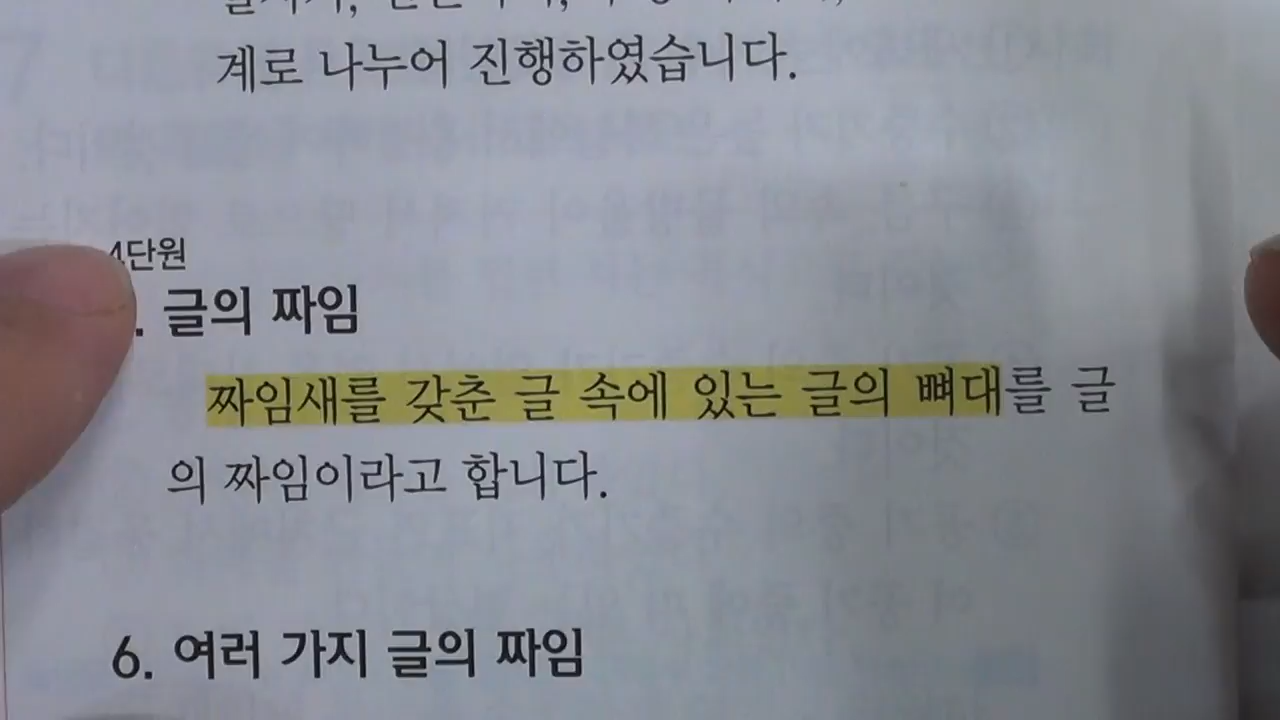 계로 나누어 진행하였습니다.
4단원
. 글의 짜임
짜임새를 갖춘 글 속에 있는 글의 뼈대를 글
의 짜임이라고 합니다.
6. 여러 가지 글의 짜임